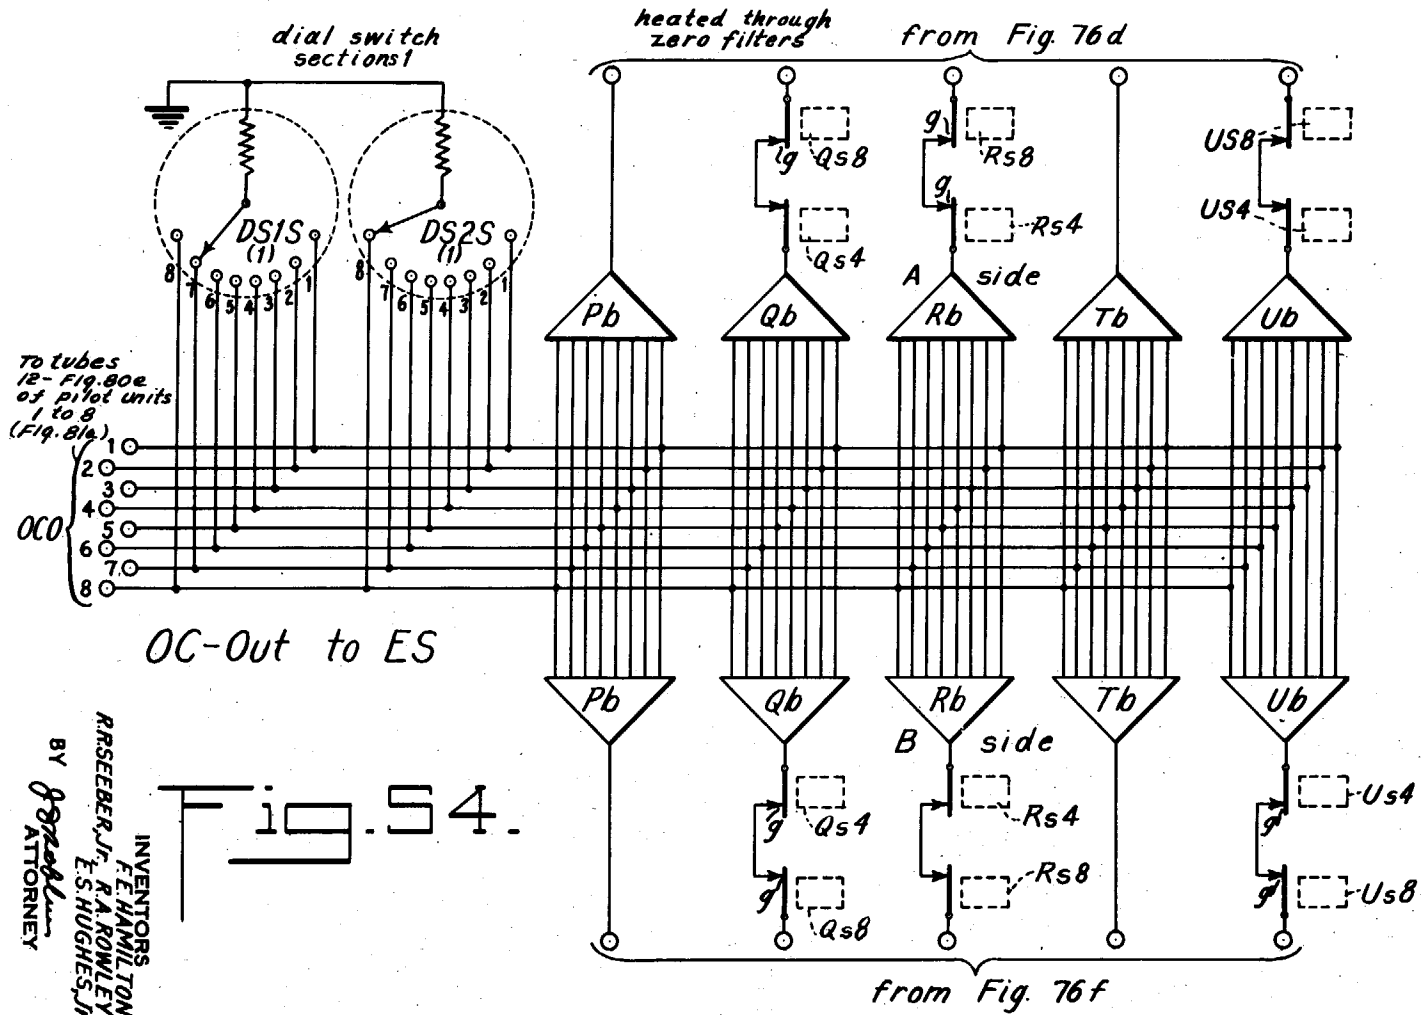 dial switch
sections 1
heated through
zero filters
from Fig. 76d
DS1S
(1)
8
7
6
5
4
3
2
1
DS2S
(1)
8
7
6
5
4
3
2
1
g
Qs8
Qs4
g
Rs8
g
Rs4
US8
US4
A side
Pb
Qb
Rb
Tb
Ub
To tubes
12-Fig.80e
of pilot units
1 to 8
(Fig.81a)
OCO
1
2
3
4
5
6
7
8
OC-Out to ES
Pb
Qb
Rb
Tb
Ub
B side
g
Qs4
g
Qs8
Rs4
Rs8
g
Us4
g
Us8
from Fig. 76f
Fig. 54.
INVENTORS
F.E.HAMILTON
R.R.SEEBER,Jr. R.A.ROWLEY
E.S.HUGHES,Jr
BY
ATTORNEY